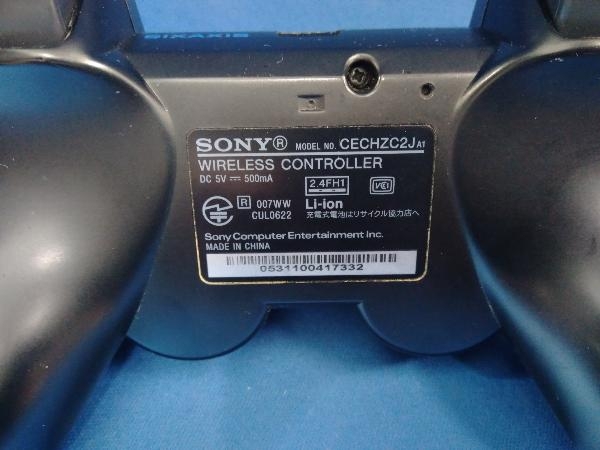 SIXAXIS
SONY® MODEL NO. CECHZC2J A1
WIRELESS CONTROLLER
DC 5V ⎓ 500mA
2.4FH1 VCCI
R 007WW Li-ion
CUL0622 充電式電池はリサイクル協力店へ
Sony Computer Entertainment Inc.
MADE IN CHINA
0531100417332